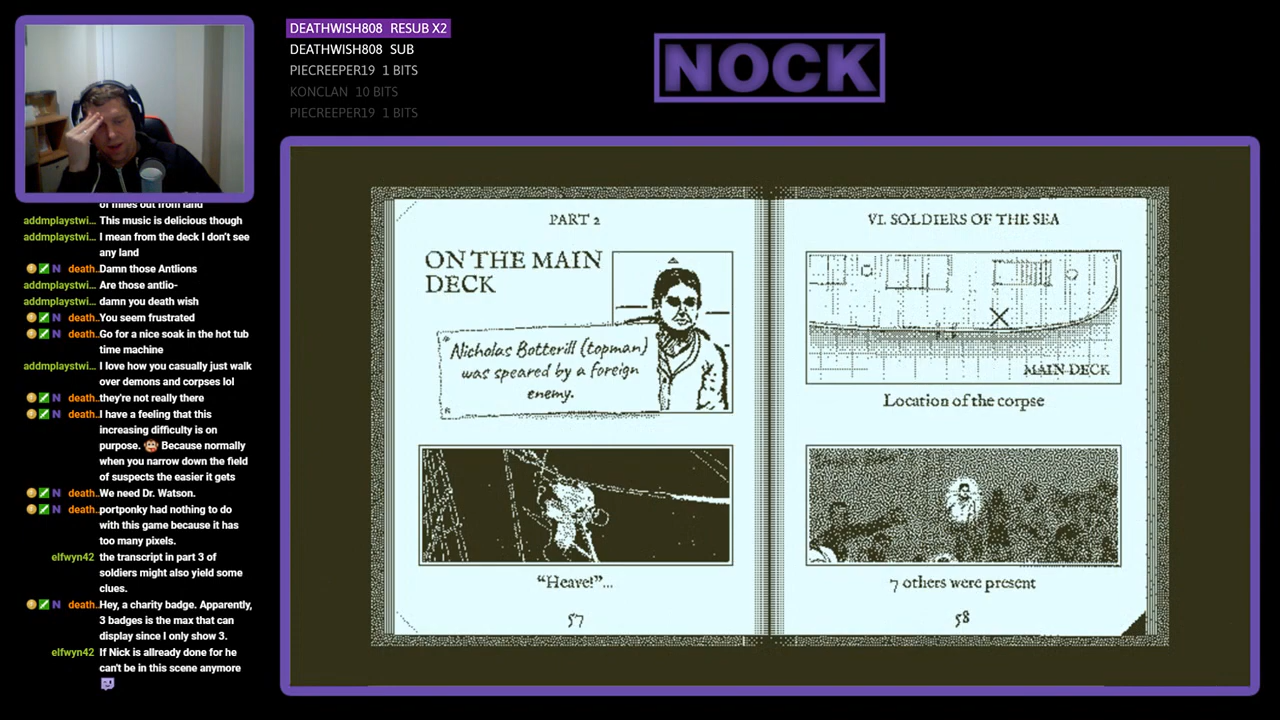 DEATHWISH808 RESUB X2
DEATHWISH808 SUB
PIECREEPER19 1 BITS
KONCLAN 10 BITS
PIECREEPER19 1 BITS
NOCK
of miles out from land
addmplaystwi... This music is delicious though
addmplaystwi... I mean from the deck I don't see
any land
N death.. Damn those Antlions
addmplaystwi... Are those antlio-
addmplaystwi... damn you death wish
N death.. You seem frustrated
N death.. Go for a nice soak in the hot tub
time machine
addmplaystwi... I love how you casually just walk
over demons and corpses lol
N death.. they're not really there
N death.. I have a feeling that this
increasing difficulty is on
purpose. Because normally
when you narrow down the field
of suspects the easier it gets
N death.. We need Dr. Watson.
N death.. portponky had nothing to do
with this game because it has
too many pixels.
elfwyn42 the transcript in part 3 of
soldiers might also yield some
clues.
N death.. Hey, a charity badge. Apparently,
3 badges is the max that can
display since I only show 3.
elfwyn42 If Nick is allready done for he
can't be in this scene anymore
PART 2
ON THE MAIN
DECK
Nicholas Botterill (topman)
was speared by a foreign
enemy.
"Heave!"...
57
VI. SOLDIERS OF THE SEA
MAIN DECK
Location of the corpse
7 others were present
58